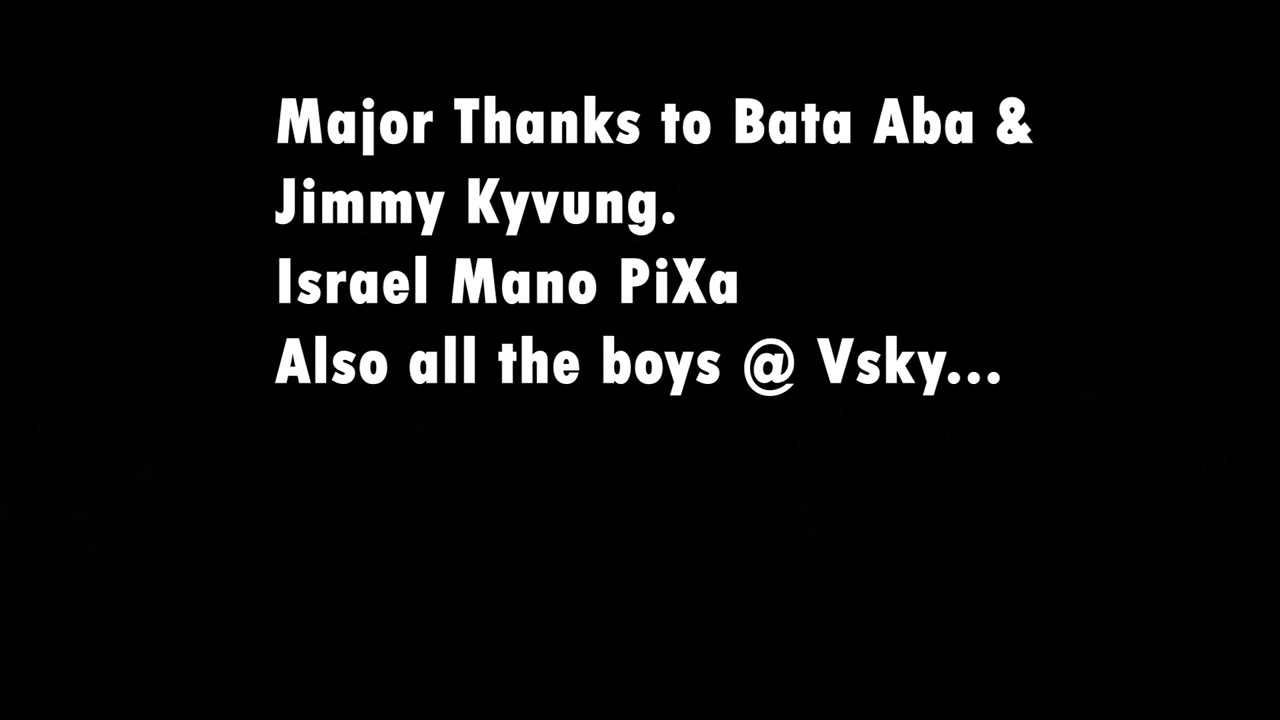 Major Thanks to Bata Aba &
Jimmy Kyvung.
Israel Mano PiXa
Also all the boys @ Vsky...